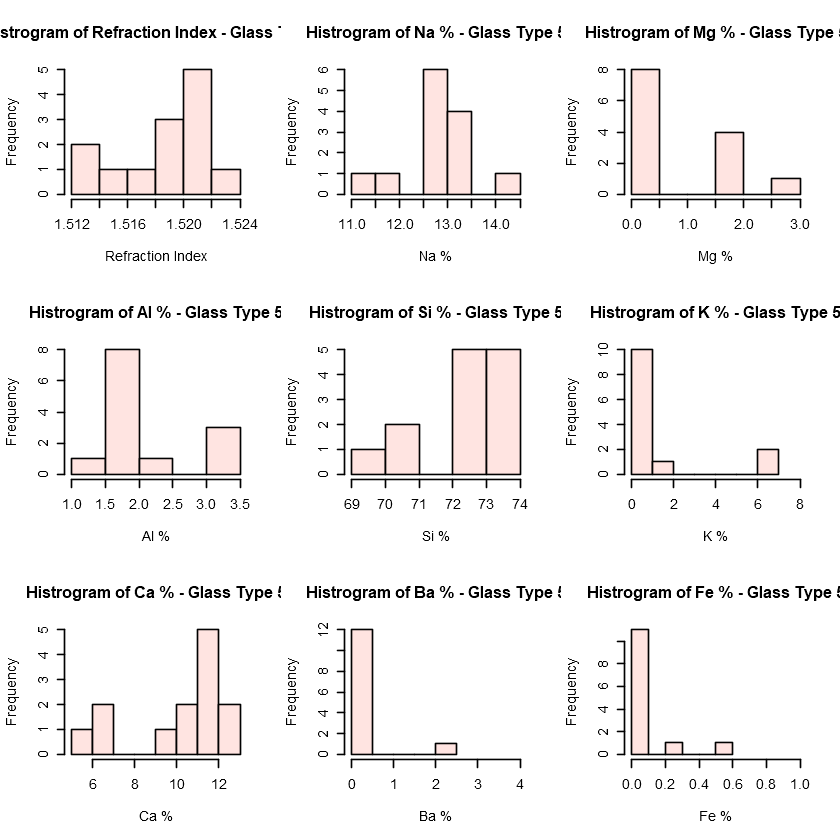 strogram of Refraction Index - Glass
Frequency
0 1 2 3 4 5
1.512 1.516 1.520 1.524
Refraction Index
Histrogram of Na % - Glass Type
Frequency
0 1 2 3 4 5 6
11.0 12.0 13.0 14.0
Na %
Histrogram of Mg % - Glass Type
Frequency
0 2 4 6 8
0.0 1.0 2.0 3.0
Mg %
Histrogram of Al % - Glass Type 5
Frequency
0 2 4 6 8
1.0 1.5 2.0 2.5 3.0 3.5
Al %
Histrogram of Si % - Glass Type 5
Frequency
0 1 2 3 4 5
69 70 71 72 73 74
Si %
Histrogram of K % - Glass Type 5
Frequency
0 2 4 6 8 10
0 2 4 6 8
K %
Histrogram of Ca % - Glass Type
Frequency
0 1 2 3 4 5
6 8 10 12
Ca %
Histrogram of Ba % - Glass Type
Frequency
0 2 4 6 8 12
0 1 2 3 4
Ba %
Histrogram of Fe % - Glass Type
Frequency
0 2 4 6 8
0.0 0.2 0.4 0.6 0.8 1.0
Fe %